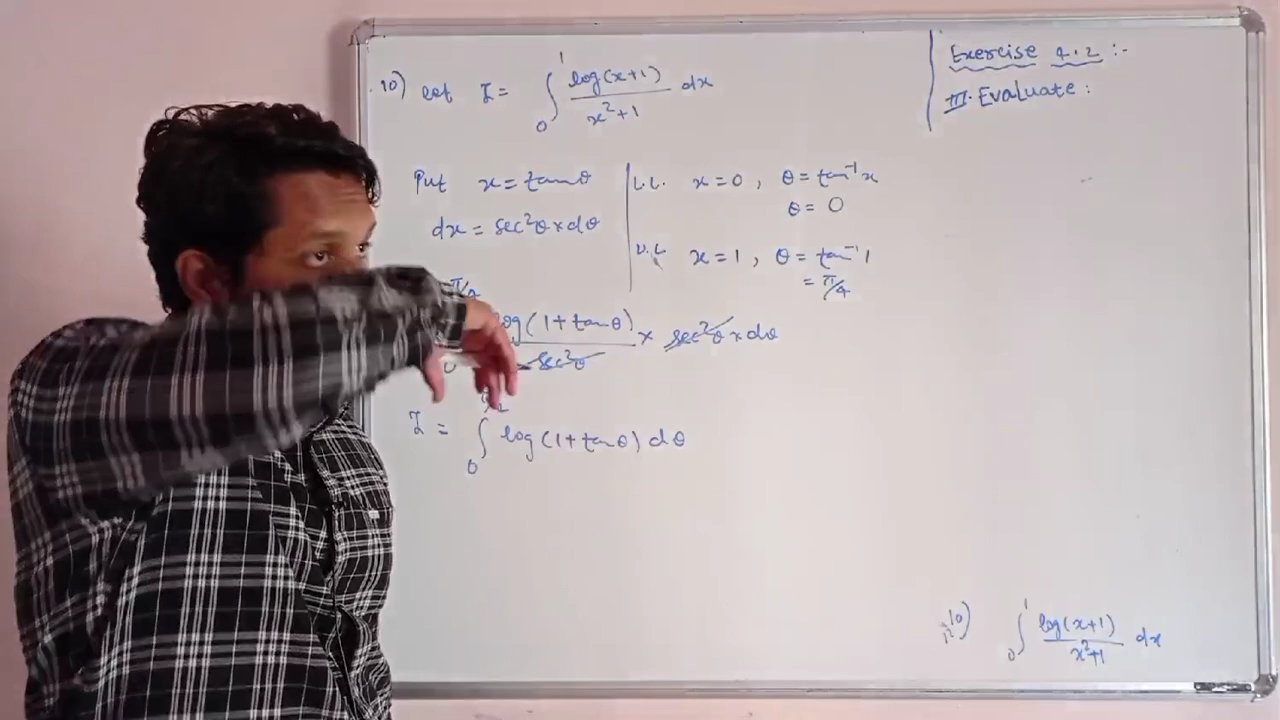 10) let I = ∫₀¹ log(x+1)/x²+1 dx
Put x = tanθ
dx = sec²θ × dθ
L.L. x = 0 , θ = tan⁻¹x
θ = 0
U.L x = 1 , θ = tan⁻¹1
= π/4
π/4
0 log(1+tanθ)/sec²θ × sec²θ × dθ
I = ∫₀ log(1+tanθ) dθ
Exercise 4.2 :-
III. Evaluate :
10) ∫₀¹ log(x+1)/x²+1 dx